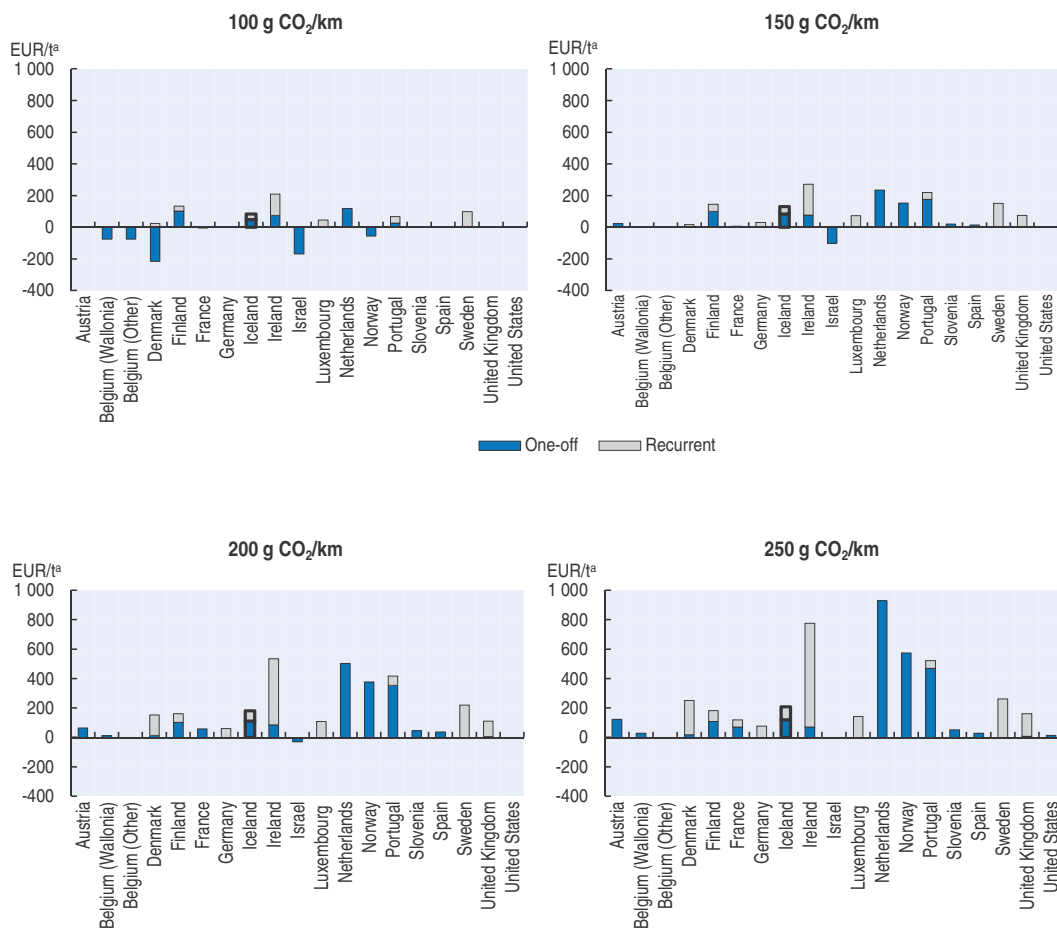 100 g CO₂/km
EUR/tᵃ
1 000
800
600
400
200
0
-200
-400
Austria
Belgium (Wallonia)
Belgium (Other)
Denmark
Finland
France
Germany
Iceland
Ireland
Israel
Luxembourg
Netherlands
Norway
Portugal
Slovenia
Spain
Sweden
United Kingdom
United States
150 g CO₂/km
EUR/tᵃ
1 000
800
600
400
200
0
-200
-400
Austria
Belgium (Wallonia)
Belgium (Other)
Denmark
Finland
France
Germany
Iceland
Ireland
Israel
Luxembourg
Netherlands
Norway
Portugal
Slovenia
Spain
Sweden
United Kingdom
United States
One-off
Recurrent
200 g CO₂/km
EUR/tᵃ
1 000
800
600
400
200
0
-200
-400
Austria
Belgium (Wallonia)
Belgium (Other)
Denmark
Finland
France
Germany
Iceland
Ireland
Israel
Luxembourg
Netherlands
Norway
Portugal
Slovenia
Spain
Sweden
United Kingdom
United States
250 g CO₂/km
EUR/tᵃ
1 000
800
600
400
200
0
-200
-400
Austria
Belgium (Wallonia)
Belgium (Other)
Denmark
Finland
France
Germany
Iceland
Ireland
Israel
Luxembourg
Netherlands
Norway
Portugal
Slovenia
Spain
Sweden
United Kingdom
United States